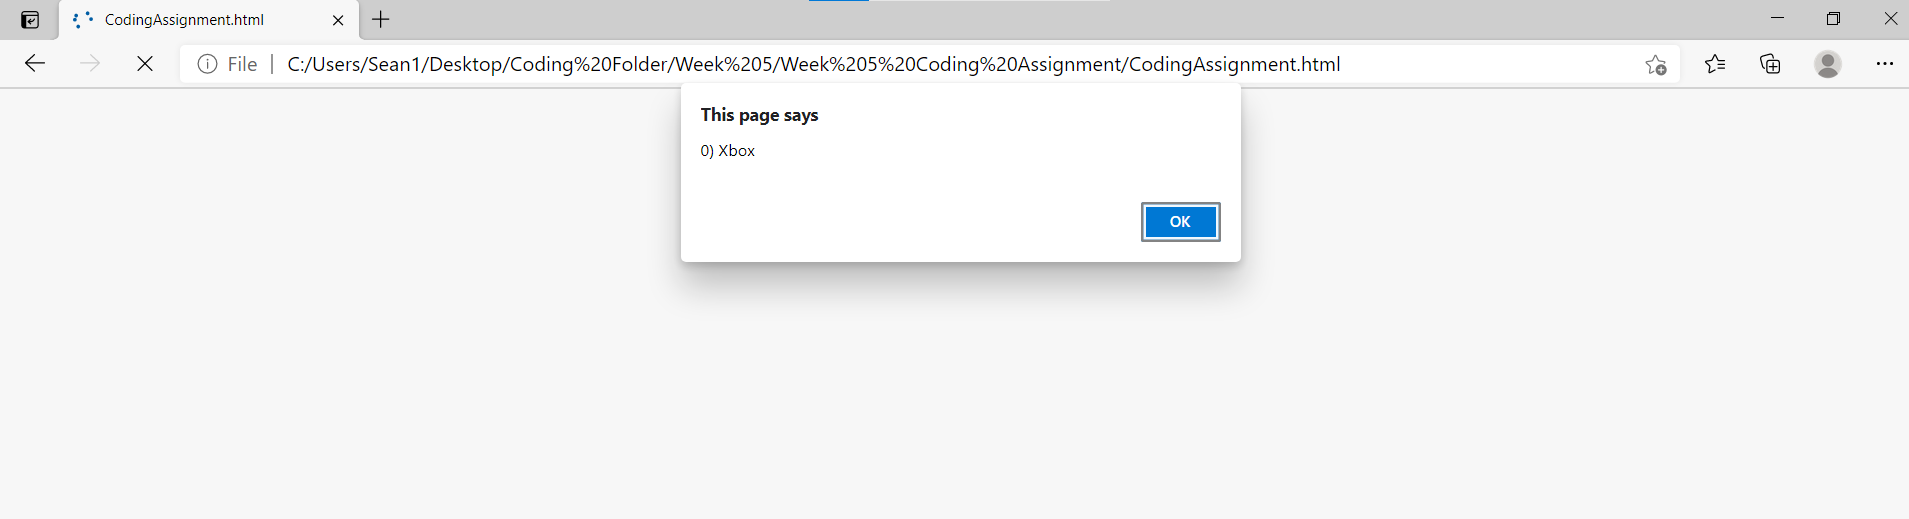 CodingAssignment.html
File | C:/Users/Sean1/Desktop/Coding%20Folder/Week%205/Week%205%20Coding%20Assignment/CodingAssignment.html
This page says
0) Xbox
OK